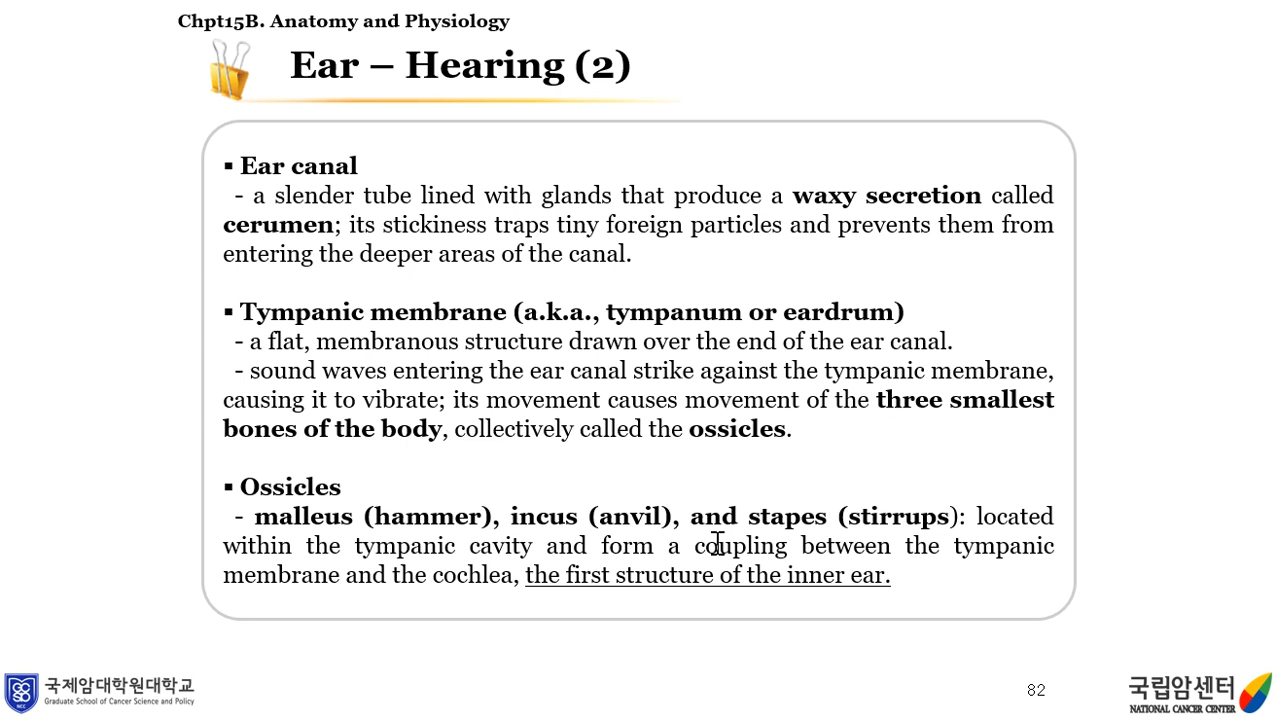 Chpt15B. Anatomy and Physiology
Ear – Hearing (2)
▪ Ear canal
- a slender tube lined with glands that produce a waxy secretion called
cerumen; its stickiness traps tiny foreign particles and prevents them from
entering the deeper areas of the canal.
▪ Tympanic membrane (a.k.a., tympanum or eardrum)
- a flat, membranous structure drawn over the end of the ear canal.
- sound waves entering the ear canal strike against the tympanic membrane,
causing it to vibrate; its movement causes movement of the three smallest
bones of the body, collectively called the ossicles.
▪ Ossicles
- malleus (hammer), incus (anvil), and stapes (stirrups): located
within the tympanic cavity and form a coupling between the tympanic
membrane and the cochlea, the first structure of the inner ear.
NCC
국제암대학원대학교
Graduate School of Cancer Science and Policy
82
국립암센터
NATIONAL CANCER CENTER